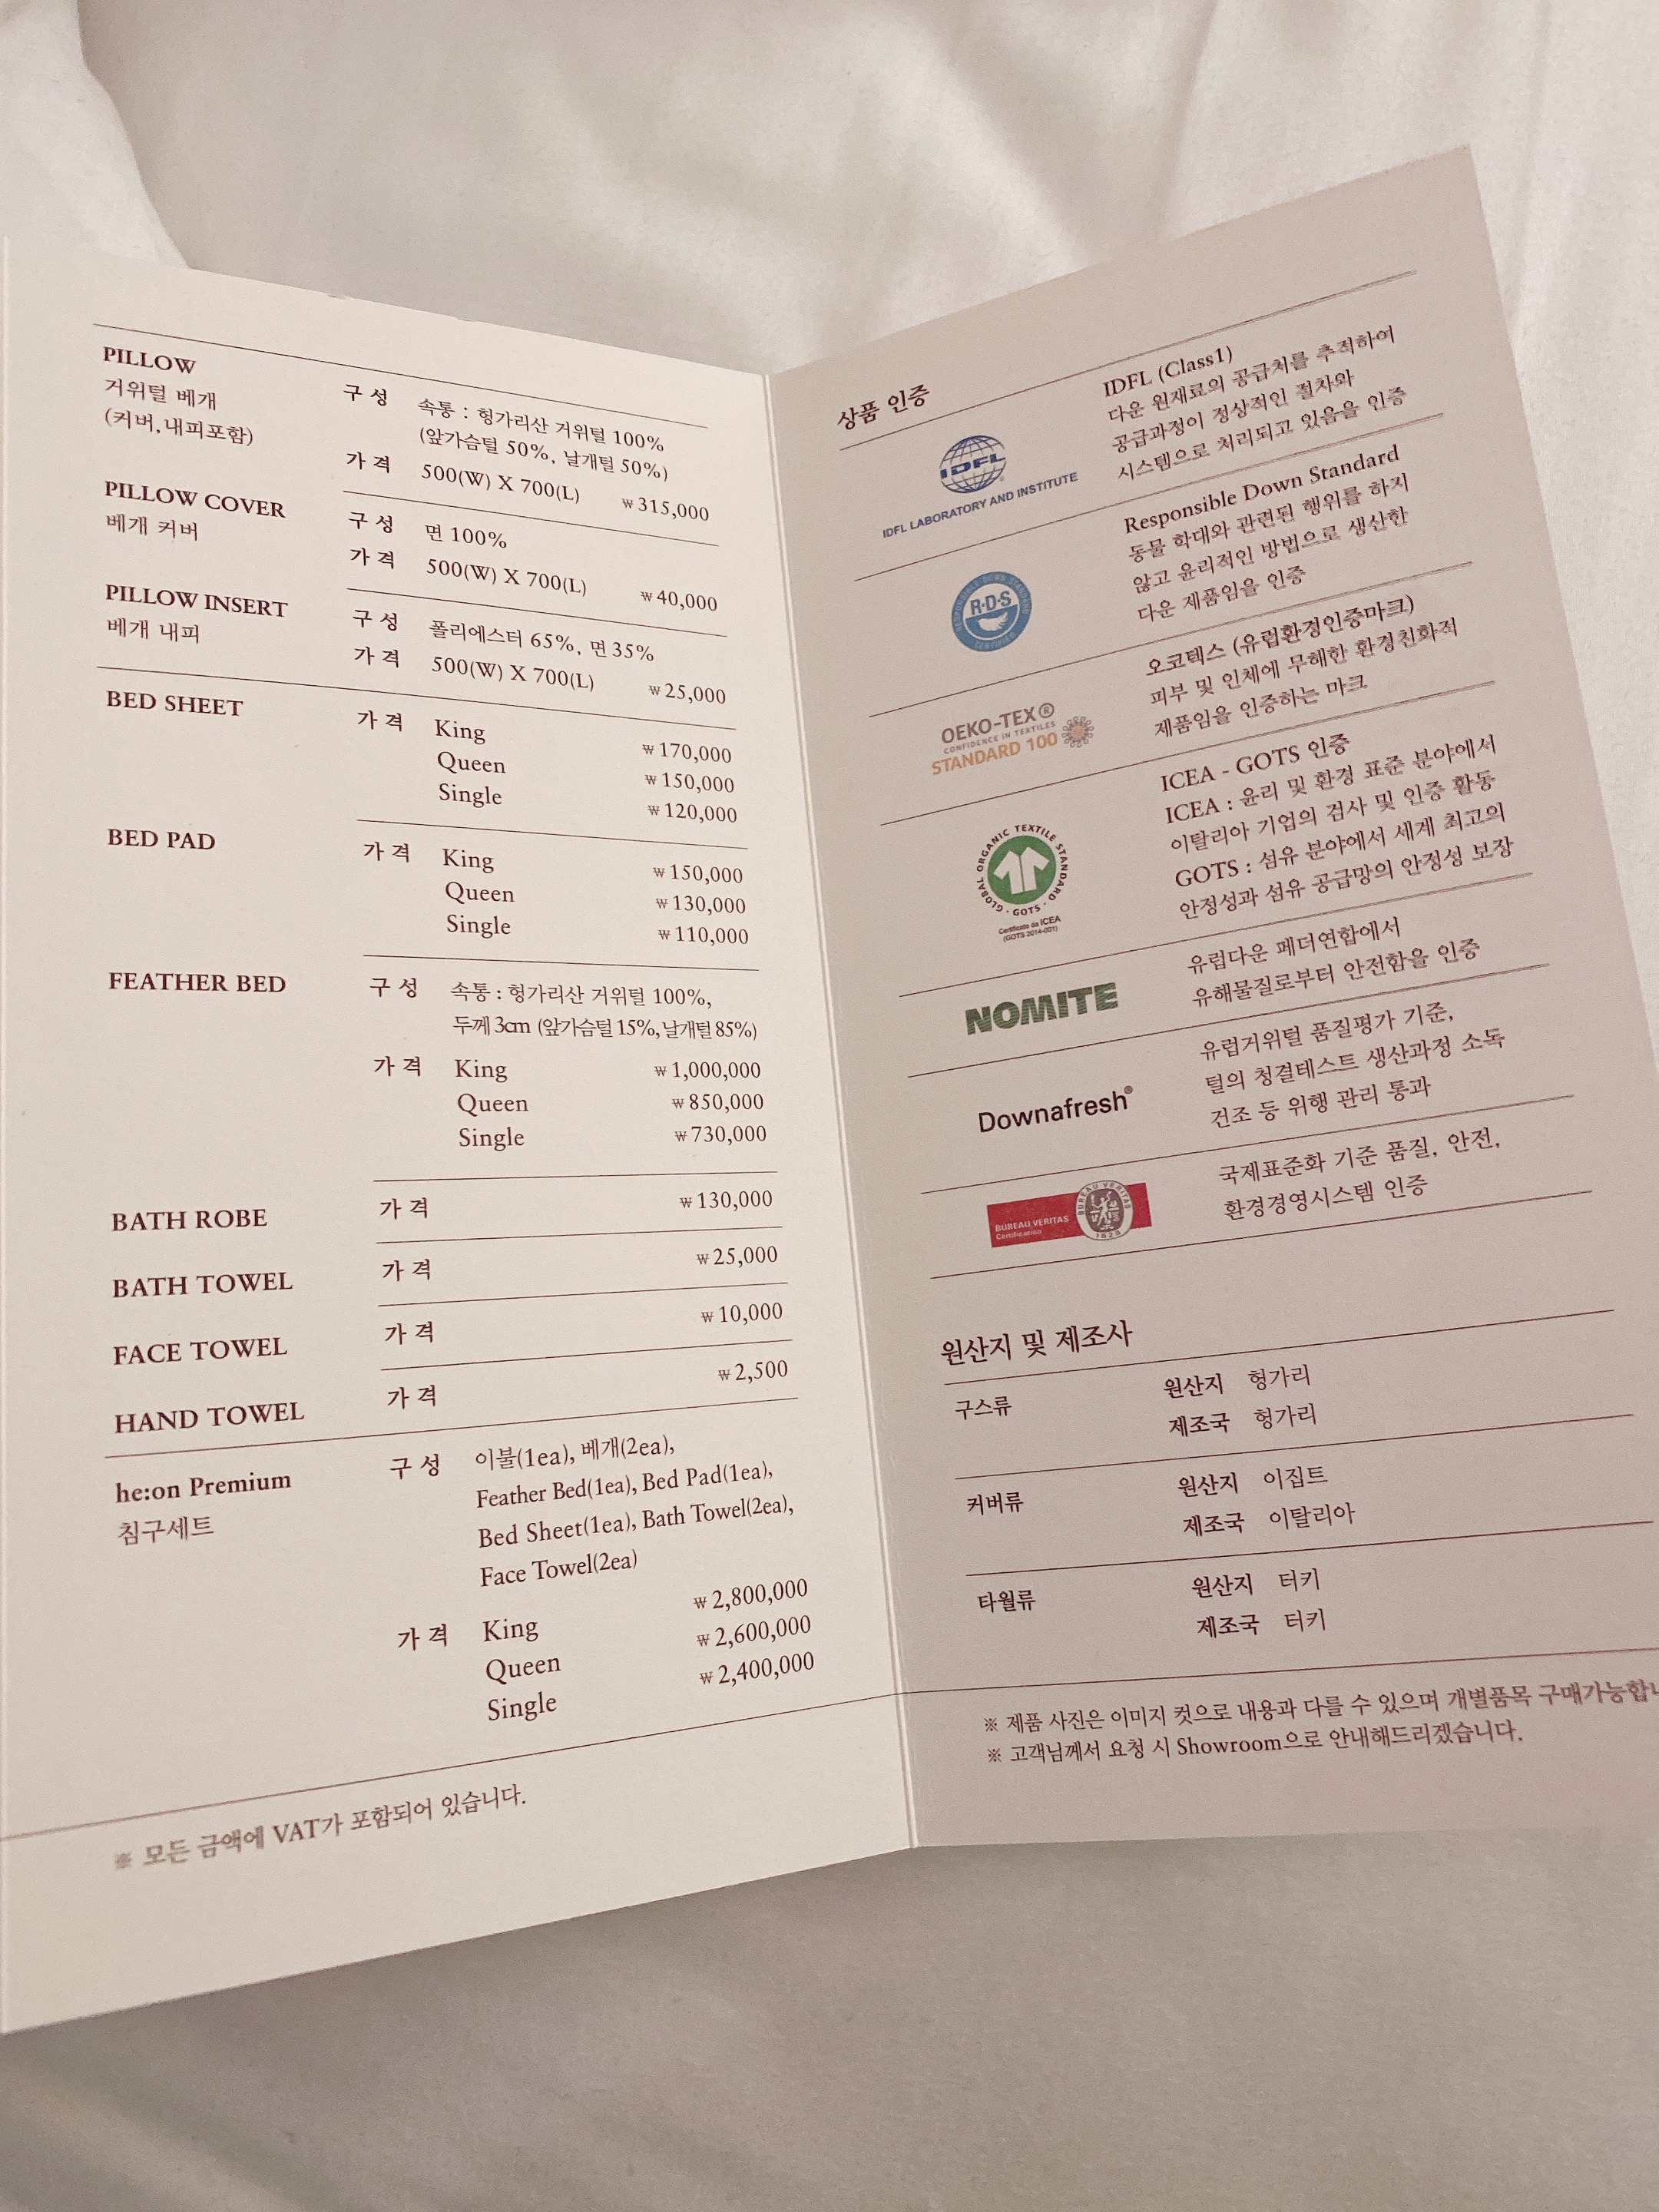 PILLOW
거위털 베개
(커버, 내피포함)
구 성 속통 : 헝가리산 거위털 100%
(앞가슴털 50%, 날개털 50%)
가 격 500(W) X 700(L) ₩315,000
PILLOW COVER
베개 커버
구 성 면 100%
가 격 500(W) X 700(L) ₩40,000
PILLOW INSERT
베개 내피
구 성 폴리에스터 65%, 면 35%
가 격 500(W) X 700(L) ₩25,000
BED SHEET
가 격 King ₩170,000
Queen ₩150,000
Single ₩120,000
BED PAD
가 격 King ₩150,000
Queen ₩130,000
Single ₩110,000
FEATHER BED
구 성 속통 : 헝가리산 거위털 100%,
두께 3cm (앞가슴털 15%, 날개털 85%)
가 격 King ₩1,000,000
Queen ₩850,000
Single ₩730,000
BATH ROBE 가 격 ₩130,000
BATH TOWEL 가 격 ₩25,000
FACE TOWEL 가 격 ₩10,000
HAND TOWEL 가 격 ₩2,500
he:on Premium
침구세트
구 성 이불(1ea), 베개(2ea),
Feather Bed(1ea), Bed Pad(1ea),
Bed Sheet(1ea), Bath Towel(2ea),
Face Towel(2ea)
가 격 King ₩2,800,000
Queen ₩2,600,000
Single ₩2,400,000
※ 모든 금액에 VAT가 포함되어 있습니다.
상품 인증
IDFL
IDFL LABORATORY AND INSTITUTE
IDFL (Class1)
다운 원재료의 공급처를 추적하여
공급과정이 정상적인 절차와
시스템으로 처리되고 있음을 인증
RESPONSIBLE DOWN STANDARD
R·D·S
CERTIFIED
Responsible Down Standard
동물 학대와 관련된 행위를 하지
않고 윤리적인 방법으로 생산한
다운 제품임을 인증
OEKO-TEX®
CONFIDENCE IN TEXTILES
STANDARD 100
오코텍스 (유럽환경인증마크)
피부 및 인체에 무해한 환경친화적
제품임을 인증하는 마크
GLOBAL ORGANIC TEXTILE STANDARD
· GOTS ·
Certificato da ICEA
(GOTS 2014-001)
ICEA - GOTS 인증
ICEA : 윤리 및 환경 표준 분야에서
이탈리아 기업의 검사 및 인증 활동
GOTS : 섬유 분야에서 세계 최고의
안정성과 섬유 공급망의 안정성 보장
NOMITE
유럽다운 페더연합에서
유해물질로부터 안전함을 인증
Downafresh®
유럽거위털 품질평가 기준,
털의 청결테스트 생산과정 소독
건조 등 위행 관리 통과
BUREAU VERITAS
Certification
BUREAU VERITAS
1828
국제표준화 기준 품질, 안전,
환경경영시스템 인증
원산지 및 제조사
구스류 원산지 헝가리
제조국 헝가리
커버류 원산지 이집트
제조국 이탈리아
타월류 원산지 터키
제조국 터키
※ 제품 사진은 이미지 컷으로 내용과 다를 수 있으며 개별품목 구매가능합니
※ 고객님께서 요청 시 Showroom으로 안내해드리겠습니다.